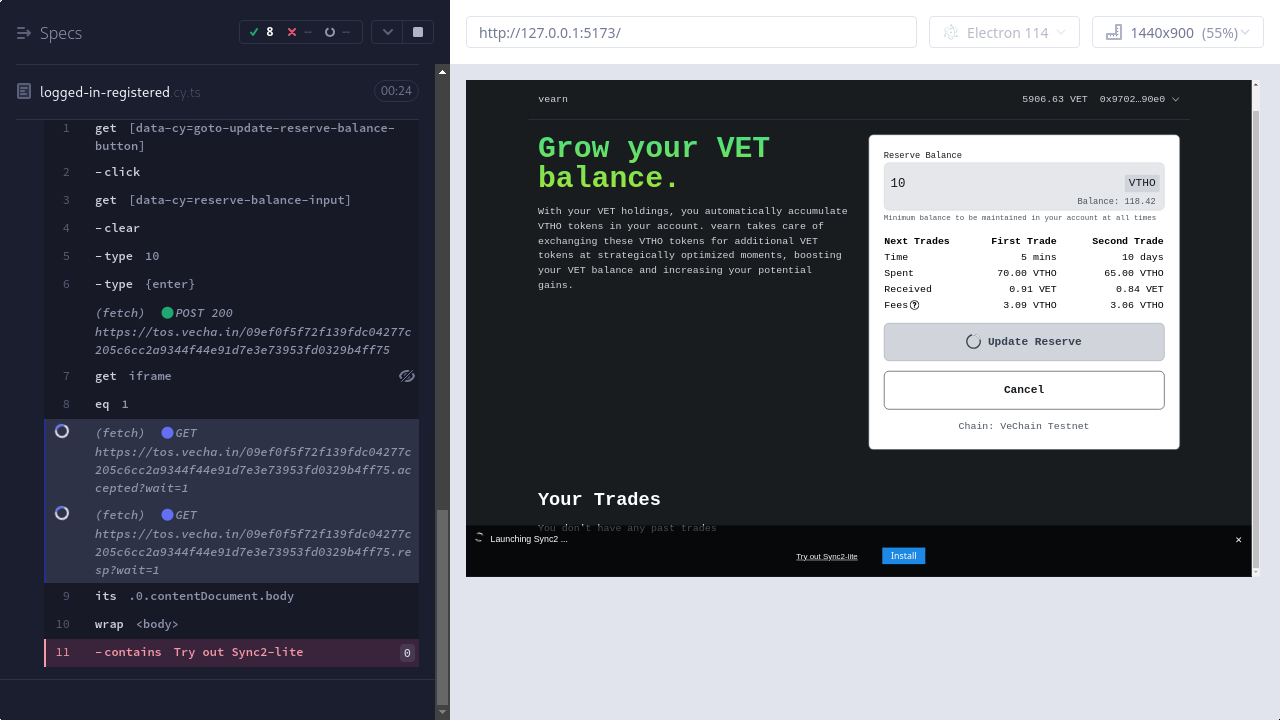 Specs
8
--
--
logged-in-registered.cy.ts
00:24
1 get [data-cy=goto-update-reserve-balance-
button]
2 -click
3 get [data-cy=reserve-balance-input]
4 -clear
5 -type 10
6 -type {enter}
(fetch) POST 200
https://tos.vecha.in/09ef0f5f72f139fdc04277c
205c6cc2a9344f44e91d7e3e73953fd0329b4ff75
7 get iframe
8 eq 1
(fetch) GET
https://tos.vecha.in/09ef0f5f72f139fdc04277c
205c6cc2a9344f44e91d7e3e73953fd0329b4ff75.ac
cepted?wait=1
(fetch) GET
https://tos.vecha.in/09ef0f5f72f139fdc04277c
205c6cc2a9344f44e91d7e3e73953fd0329b4ff75.re
sp?wait=1
9 its .0.contentDocument.body
10 wrap <body>
11 -contains Try out Sync2-lite 0
http://127.0.0.1:5173/
Electron 114
1440x900 (55%)
vearn
5906.63 VET 0x9702…90e0
Grow your VET
balance.
With your VET holdings, you automatically accumulate
VTHO tokens in your account. vearn takes care of
exchanging these VTHO tokens for additional VET
tokens at strategically optimized moments, boosting
your VET balance and increasing your potential
gains.
Reserve Balance
10 VTHO
Balance: 118.42
Minimum balance to be maintained in your account at all times
Next Trades First Trade Second Trade
Time 5 mins 10 days
Spent 70.00 VTHO 65.00 VTHO
Received 0.91 VET 0.84 VET
Fees 3.09 VTHO 3.06 VTHO
Update Reserve
Cancel
Chain: VeChain Testnet
Your Trades
You don't have any past trades
Launching Sync2 ... ×
Try out Sync2-lite Install